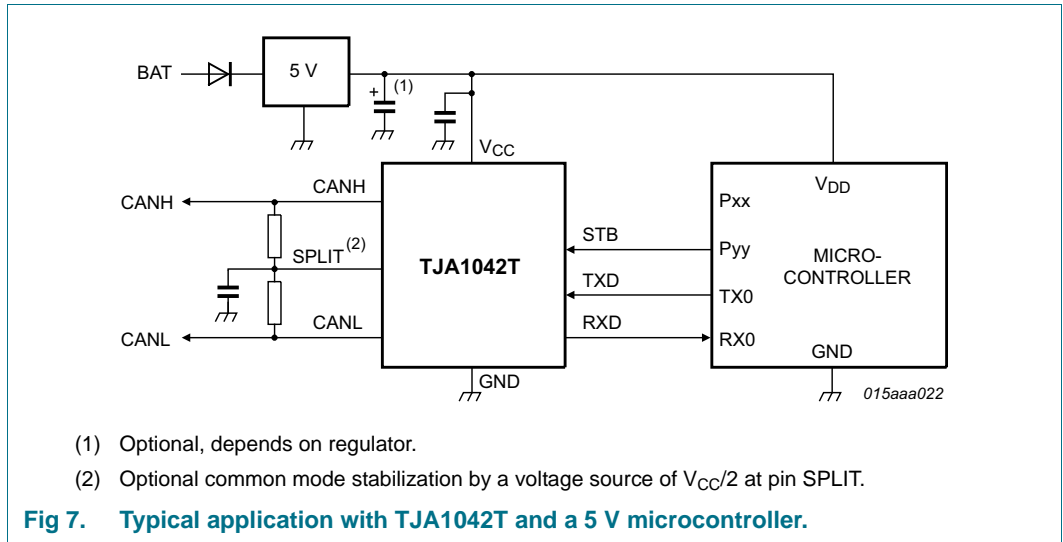 BAT
5 V
(1)
+
VCC
VDD
CANH
CANH
Pxx
STB
Pyy
SPLIT(2)
TJA1042T
MICRO-
CONTROLLER
TXD
TX0
CANL
CANL
RXD
RX0
GND
GND
015aaa022
(1) Optional, depends on regulator.
(2) Optional common mode stabilization by a voltage source of VCC/2 at pin SPLIT.
Fig 7. Typical application with TJA1042T and a 5 V microcontroller.